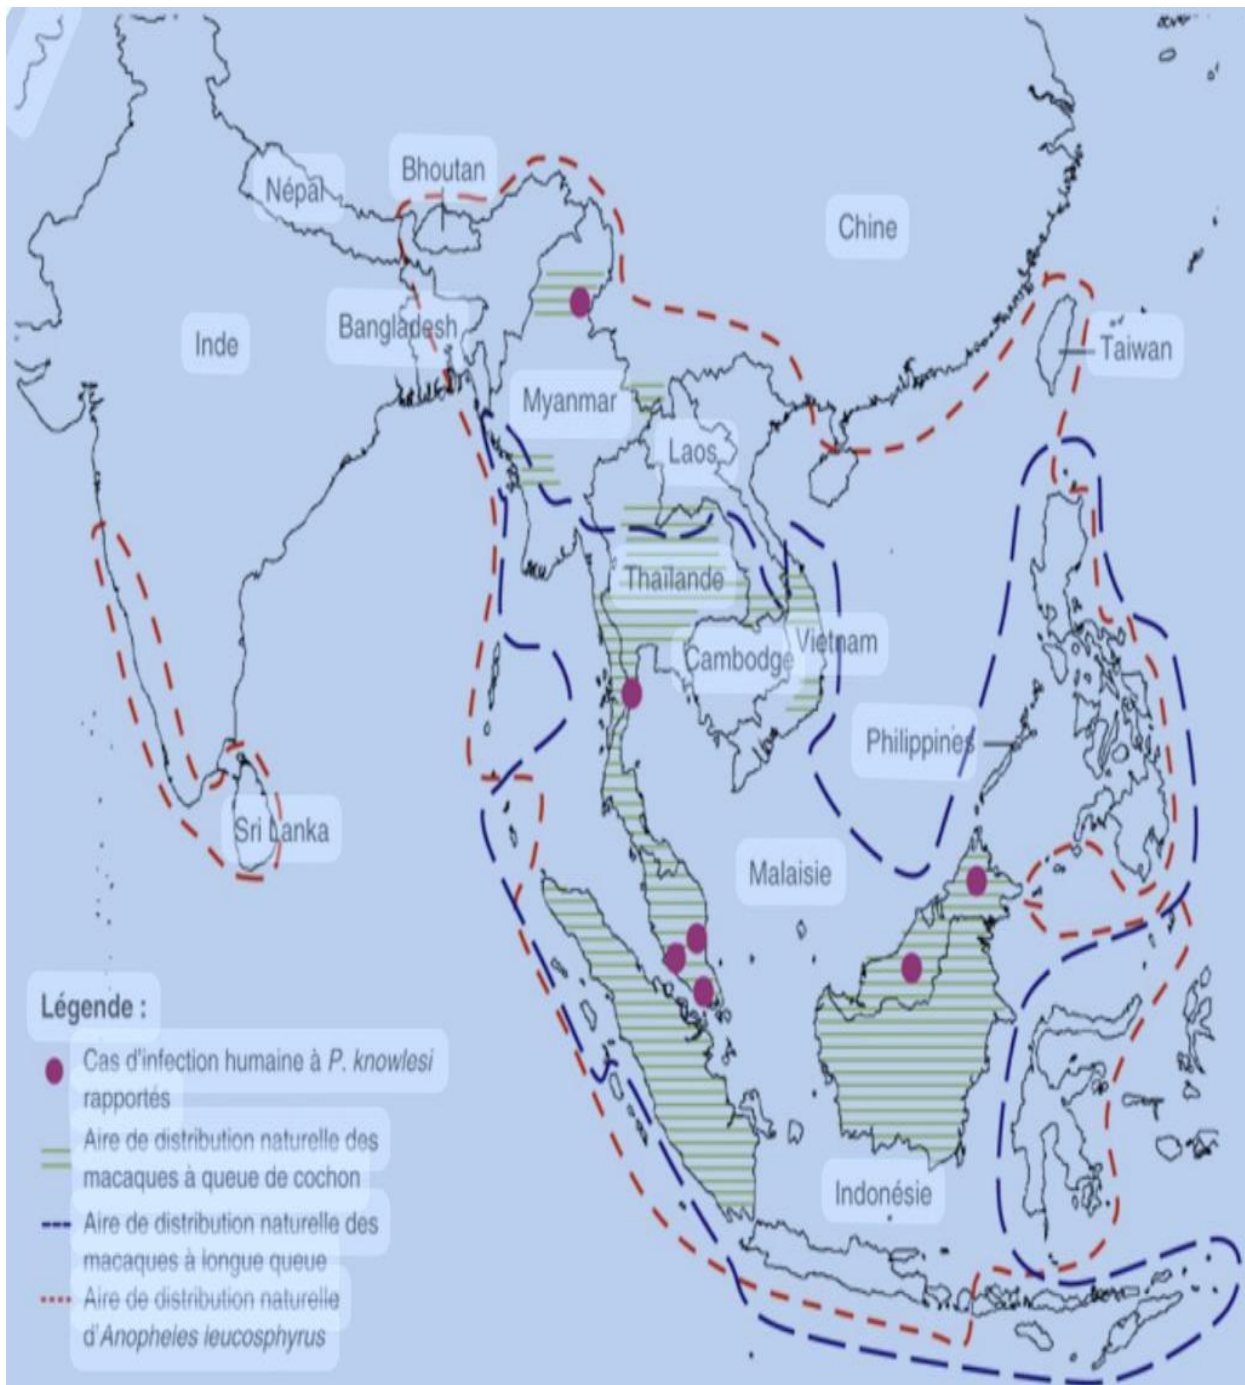 Bhoutan
Népal
Chine
Bangladesh
Inde
Taiwan
Myanmar
Laos
Thaïlande
Vietnam
Cambodge
Philippines
Sri Lanka
Malaisie
Indonésie
Légende :
Cas d'infection humaine à P. knowlesi
rapportés
Aire de distribution naturelle des
macaques à queue de cochon
Aire de distribution naturelle des
macaques à longue queue
Aire de distribution naturelle
d'Anopheles leucosphyrus